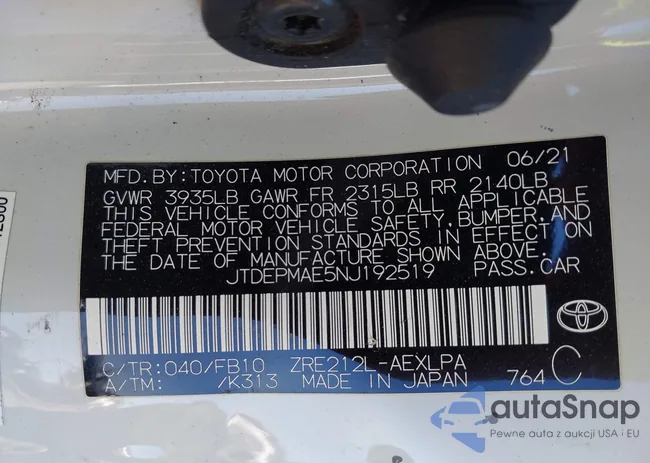 MFD.BY:TOYOTA MOTOR CORPORATION 06/21
GVWR 3935LB GAWR FR 2315LB RR 2140LB
THIS VEHICLE CONFORMS TO ALL APPLICABLE
FEDERAL MOTOR VEHICLE SAFETY,BUMPER,AND
THEFT PREVENTION STANDARDS IN EFFECT
ON THE DATE OF MANUFACTURE SHOWN ABOVE.
JTDEPMAE5NJ192519 PASS.CAR
C/TR:040/FB10 ZRE212L-AEXLPA
A/TM: /K313 MADE IN JAPAN 764 C
TOYOTA
autaSnap
Pewne auta z aukcji USA i EU